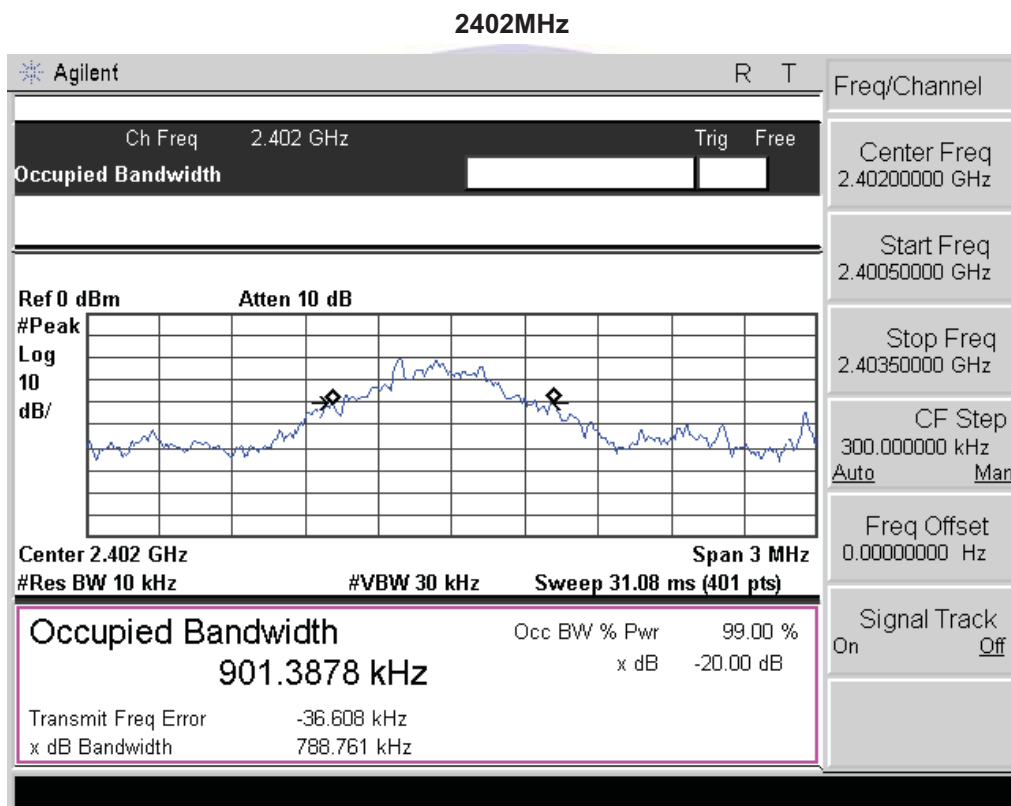 2402MHz
Agilent R T
Freq/Channel
Ch Freq 2.402 GHz Trig Free
Occupied Bandwidth
Center Freq
2.40200000 GHz
Start Freq
2.40050000 GHz
Stop Freq
2.40350000 GHz
CF Step
300.000000 kHz
Auto Man
Freq Offset
0.00000000 Hz
Signal Track
On Off
Ref 0 dBm Atten 10 dB
#Peak
Log
10
dB/
Center 2.402 GHz Span 3 MHz
#Res BW 10 kHz #VBW 30 kHz Sweep 31.08 ms (401 pts)
Occupied Bandwidth Occ BW % Pwr 99.00 %
901.3878 kHz x dB -20.00 dB
Transmit Freq Error -36.608 kHz
x dB Bandwidth 788.761 kHz